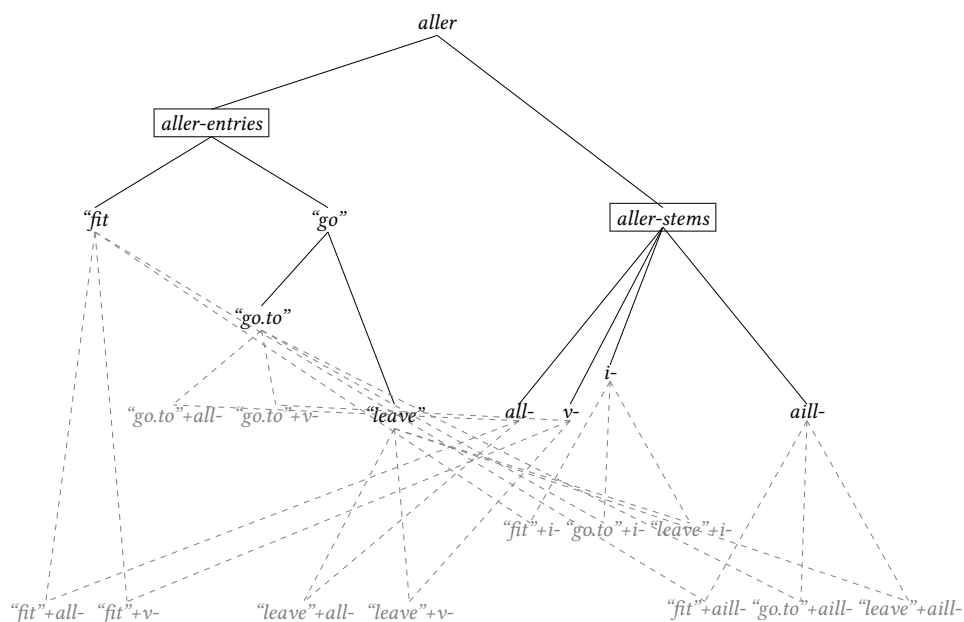 aller
aller-entries
“fit
“go”
aller-stems
“go.to”
i-
“go.to”+all-
“go.to”+v-
“leave”
all-
v-
aill-
“fit”+i-
“go.to”+i-
“leave”+i-
“fit”+all-
“fit”+v-
“leave”+all-
“leave”+v-
“fit”+aill-
“go.to”+aill-
“leave”+aill-